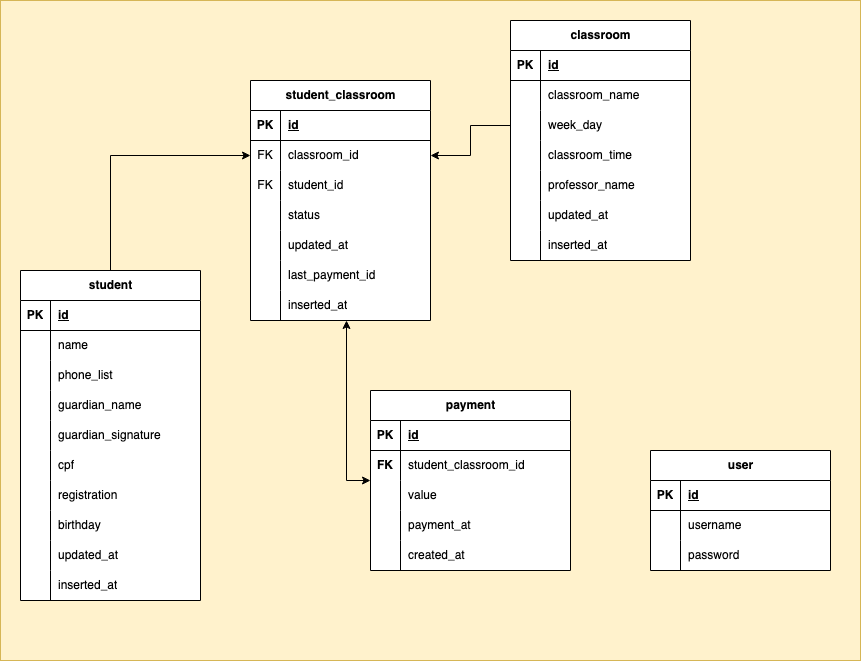 classroom
PK id
classroom_name
week_day
classroom_time
professor_name
updated_at
inserted_at
student_classroom
PK id
FK classroom_id
FK student_id
status
updated_at
last_payment_id
inserted_at
student
PK id
name
phone_list
guardian_name
guardian_signature
cpf
registration
birthday
updated_at
inserted_at
payment
PK id
FK student_classroom_id
value
payment_at
created_at
user
PK id
username
password